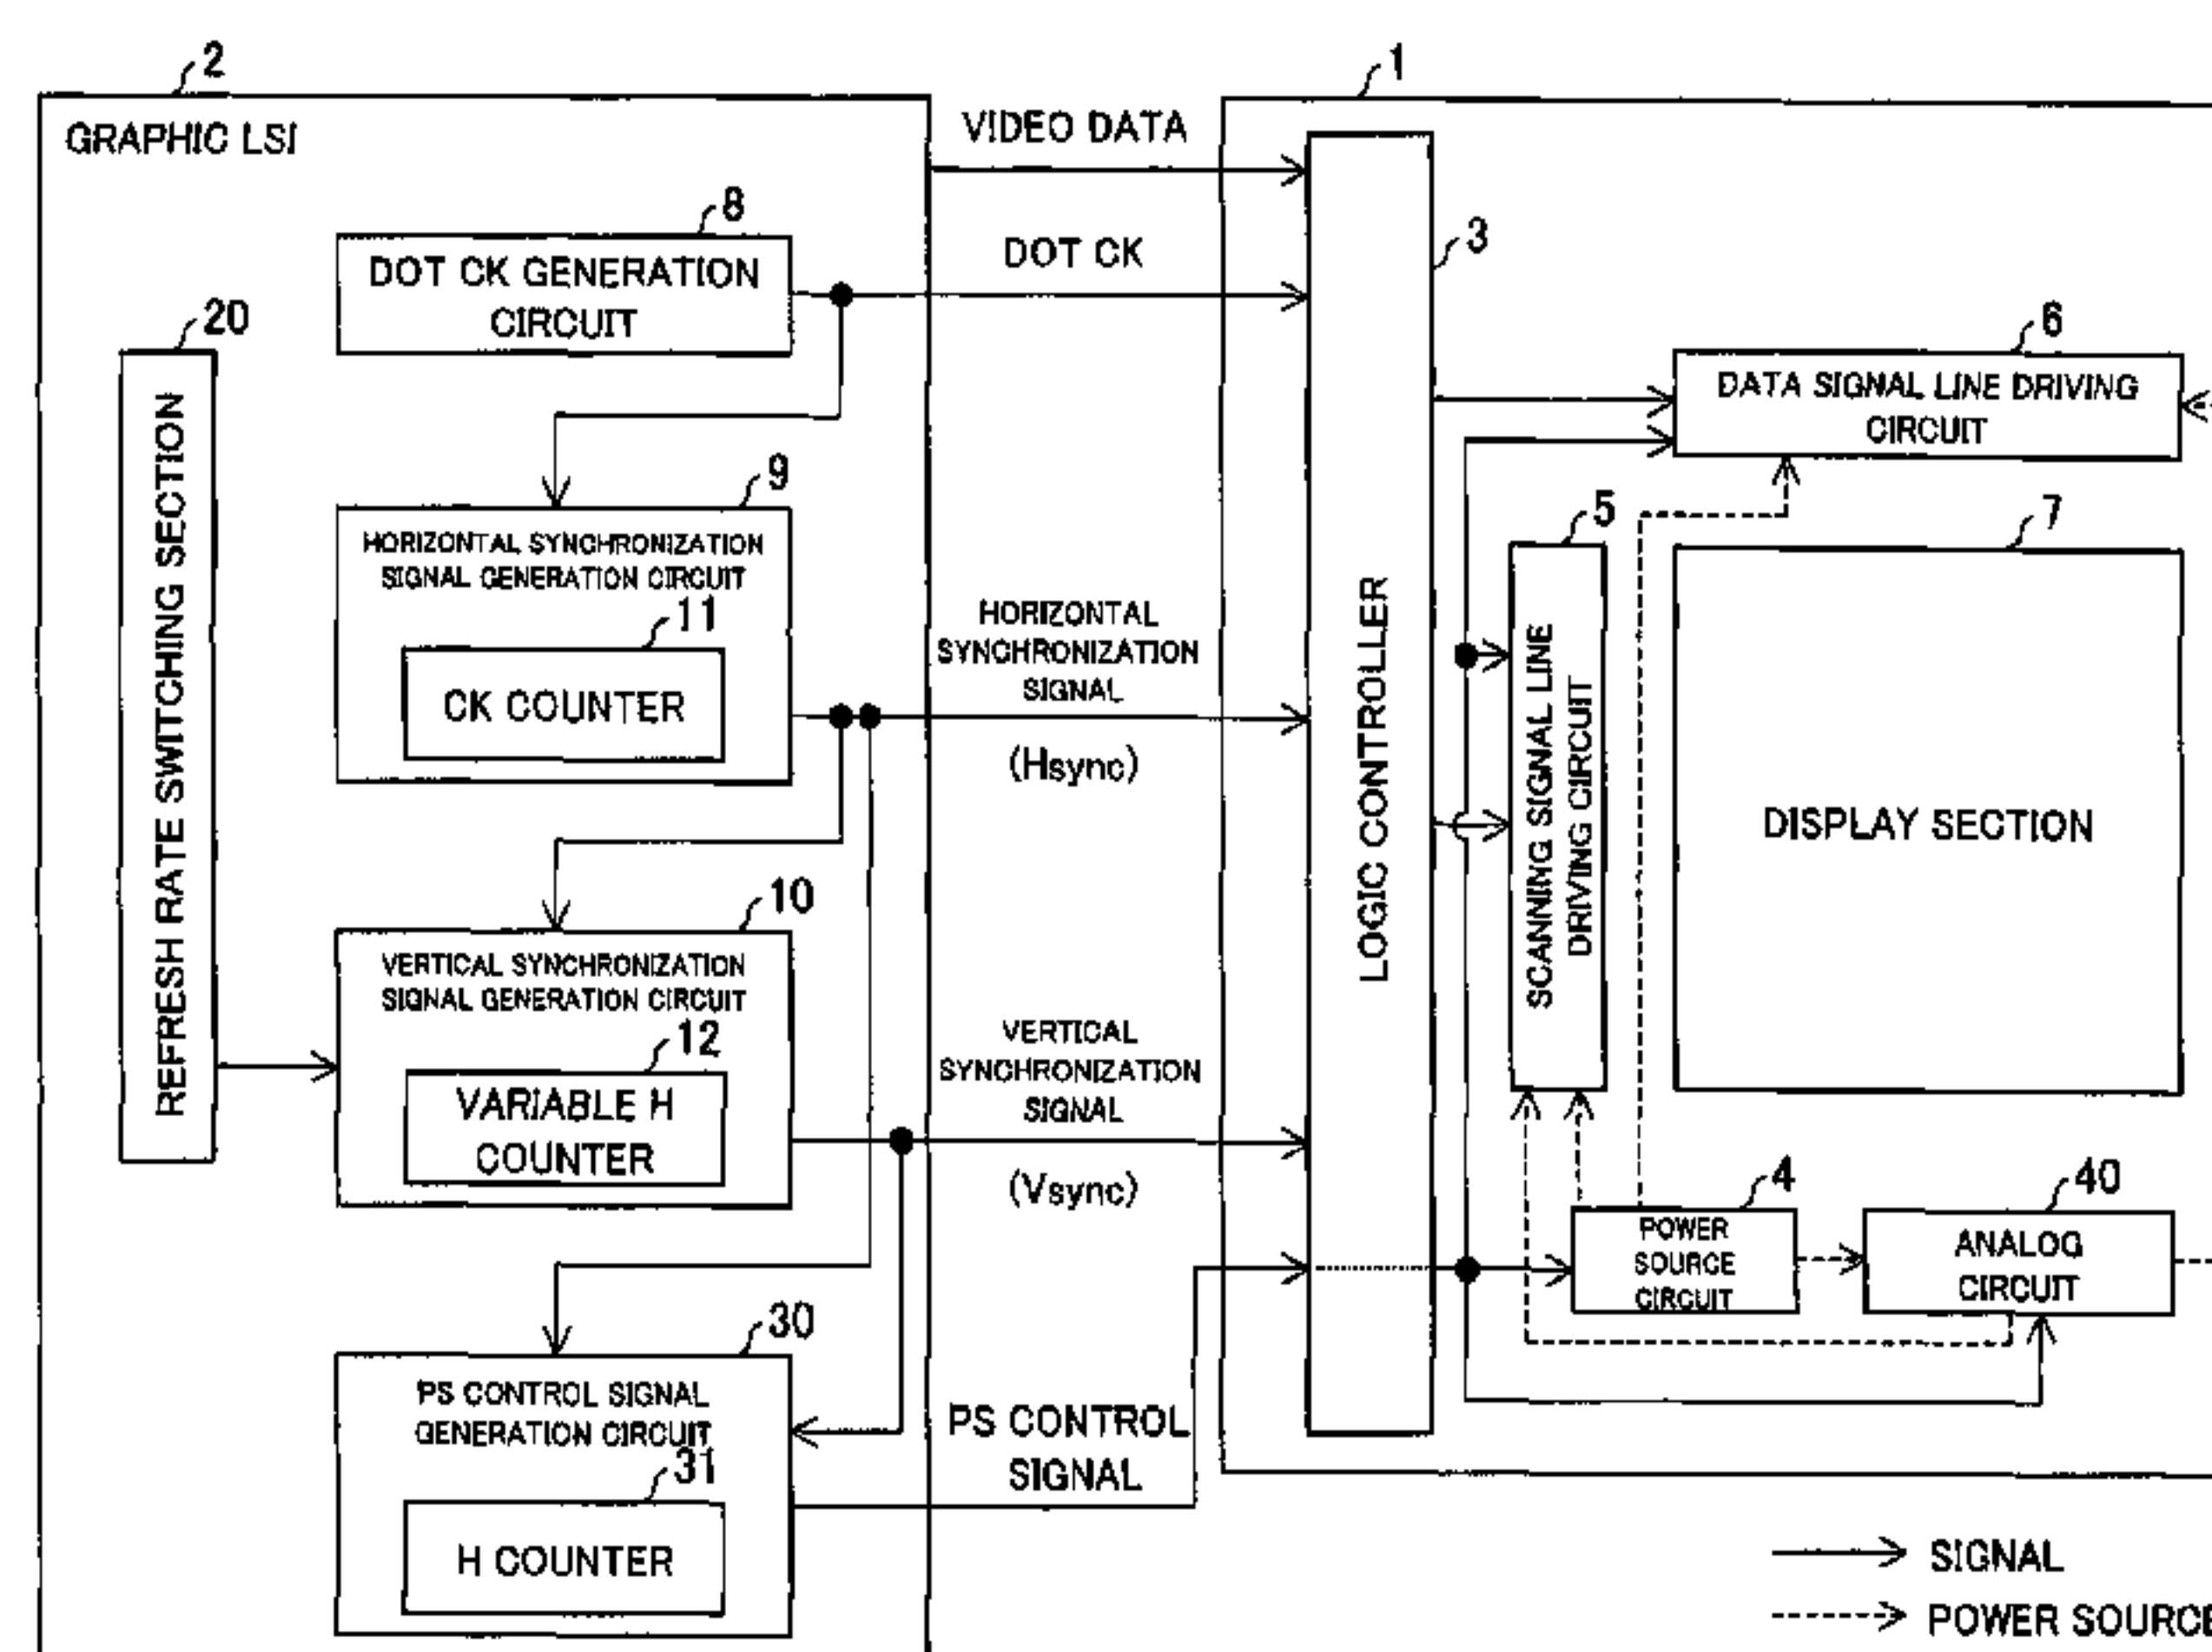 2
GRAPHIC LSI
20
REFRESH RATE SWITCHING SECTION
8
DOT CK GENERATION
CIRCUIT
9
HORIZONTAL SYNCHRONIZATION
SIGNAL GENERATION CIRCUIT
11
CK COUNTER
10
VERTICAL SYNCHRONIZATION
SIGNAL GENERATION CIRCUIT
12
VARIABLE H
COUNTER
30
PS CONTROL SIGNAL
GENERATION CIRCUIT
31
H COUNTER
VIDEO DATA
DOT CK
HORIZONTAL
SYNCHRONIZATION
SIGNAL
(Hsync)
VERTICAL
SYNCHRONIZATION
SIGNAL
(Vsync)
PS CONTROL
SIGNAL
1
3
LOGIC CONTROLLER
6
DATA SIGNAL LINE DRIVING
CIRCUIT
5
SCANNING SIGNAL LINE
DRIVING CIRCUIT
7
DISPLAY SECTION
4
POWER
SOURCE
CIRCUIT
40
ANALOG
CIRCUIT
SIGNAL
POWER SOURCE